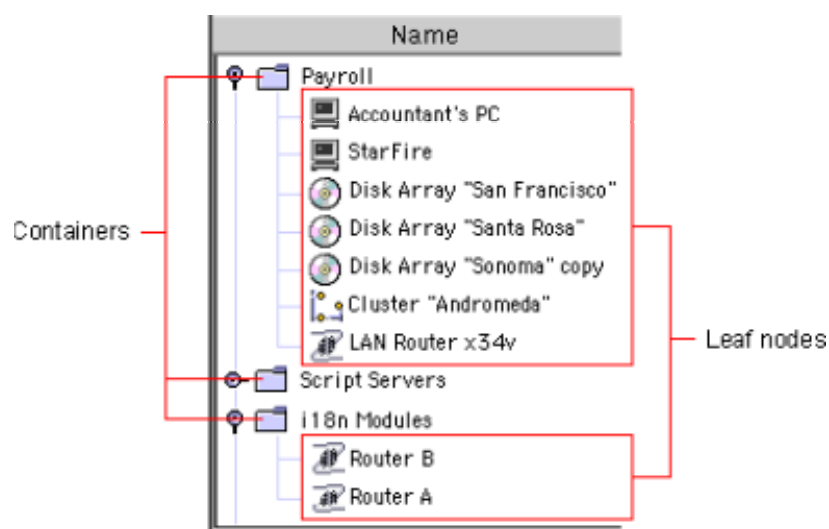 Name
Payroll
Accountant's PC
StarFire
Disk Array "San Francisco"
Disk Array "Santa Rosa"
Containers
Disk Array "Sonoma" copy
Cluster "Andromeda"
LAN Router x34v
Leaf nodes
Script Servers
i18n Modules
Router B
Router A